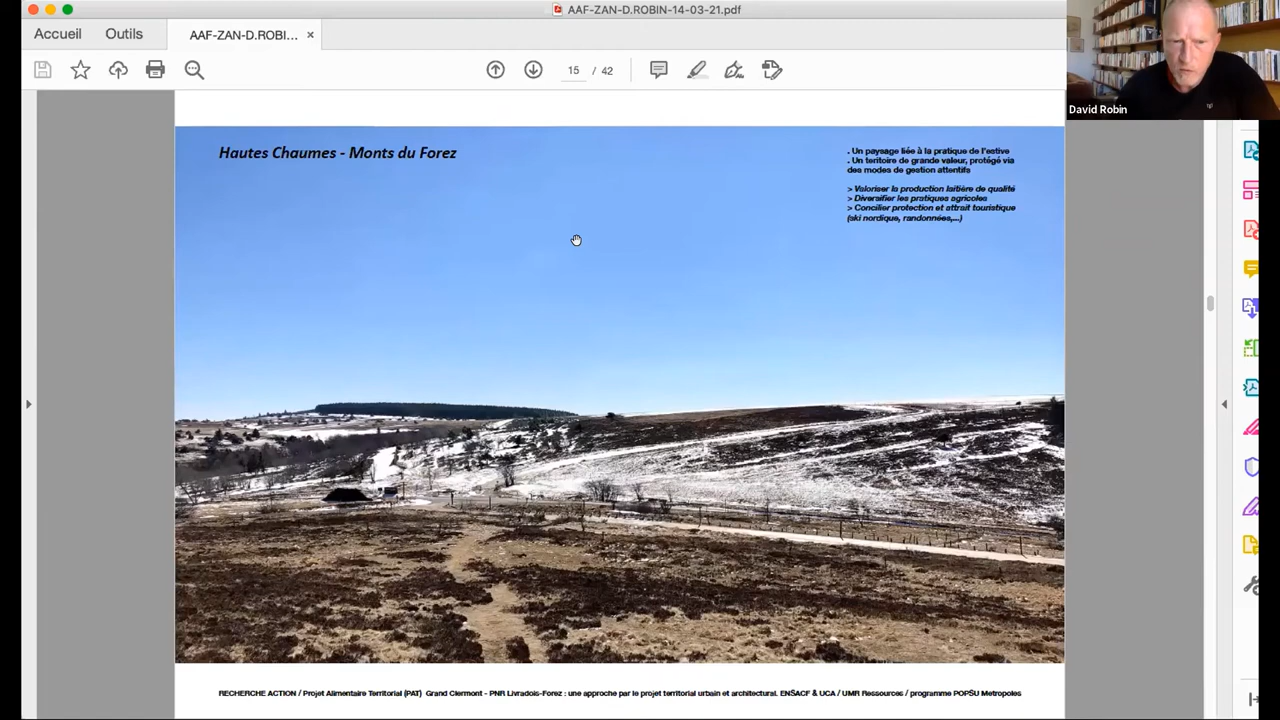 AAF-ZAN-D.ROBIN-14-03-21.pdf
Accueil
Outils
AAF-ZAN-D.ROBI...
15 / 42
David Robin
Hautes Chaumes - Monts du Forez
. Un paysage liée à la pratique de l'estive
. Un teritoire de grande valeur, protégé via
des modes de gestion attentifs
> Valoriser la production laitière de qualité
> Diversifier les pratiques agricoles
> Concilier protection et attrait touristique
(ski nordique, randonnées,...)
RECHERCHE ACTION / Projet Alimentaire Territorial (PAT) Grand Clermont - PNR Livradois-Forez : une approche par le projet territorial urbain et architectural. ENSACF & UCA / UMR Ressources / programme POPSU Metropoles